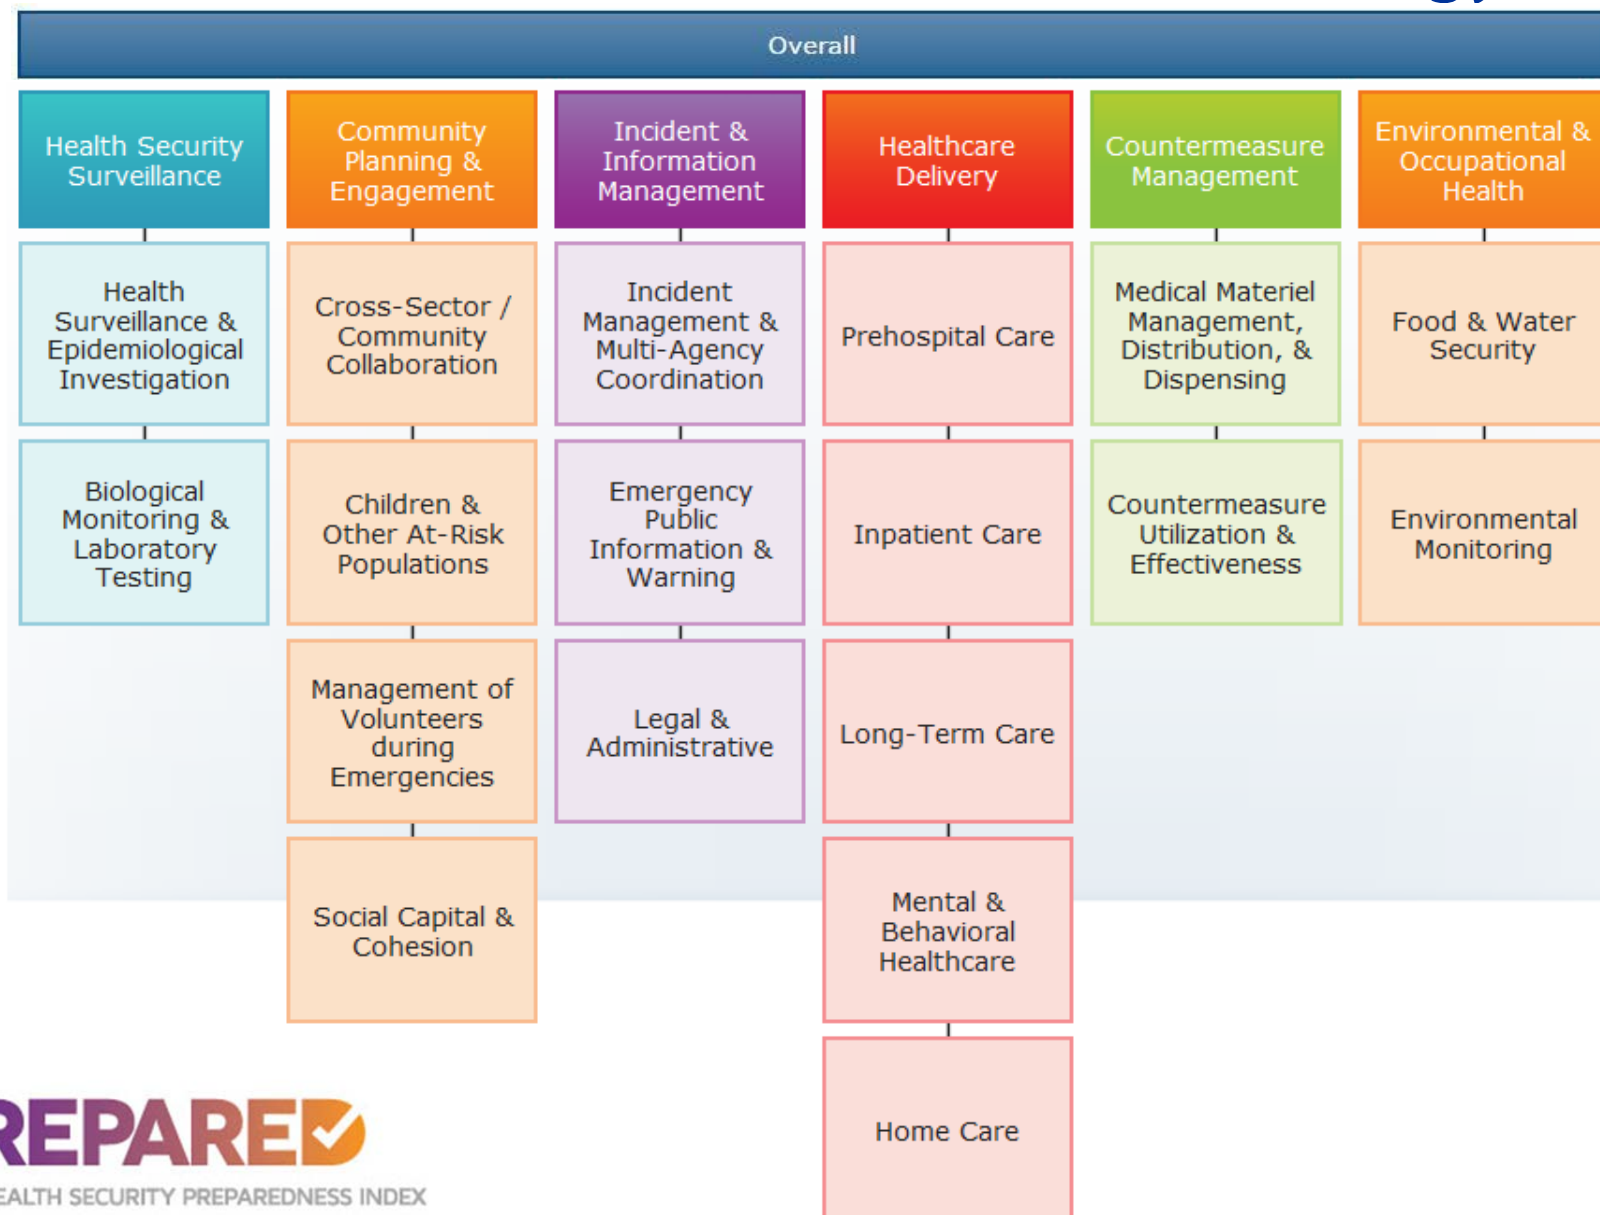 Overall
Health Security
Surveillance
Community
Planning &
Engagement
Incident &
Information
Management
Healthcare
Delivery
Countermeasure
Management
Environmental &
Occupational
Health
Health
Surveillance &
Epidemiological
Investigation
Cross-Sector /
Community
Collaboration
Incident
Management &
Multi-Agency
Coordination
Prehospital Care
Medical Materiel
Management,
Distribution, &
Dispensing
Food & Water
Security
Biological
Monitoring &
Laboratory
Testing
Children &
Other At-Risk
Populations
Emergency
Public
Information &
Warning
Inpatient Care
Countermeasure
Utilization &
Effectiveness
Environmental
Monitoring
Management of
Volunteers
during
Emergencies
Legal &
Administrative
Long-Term Care
Social Capital &
Cohesion
Mental &
Behavioral
Healthcare
Home Care
REPARED
EALTH SECURITY PREPAREDNESS INDEX